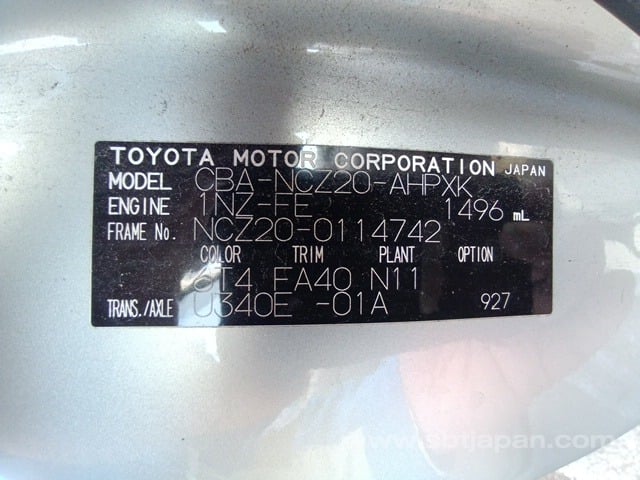 TOYOTA MOTOR CORPORATION JAPAN
MODEL CBA-NCZ20-AHPXK
ENGINE 1NZ-FE 1496 mL
FRAME No. NCZ20-0114742
COLOR TRIM PLANT OPTION
6T4 FA40 N11
TRANS./AXLE U340E -01A 927
www.sbtjapan.com